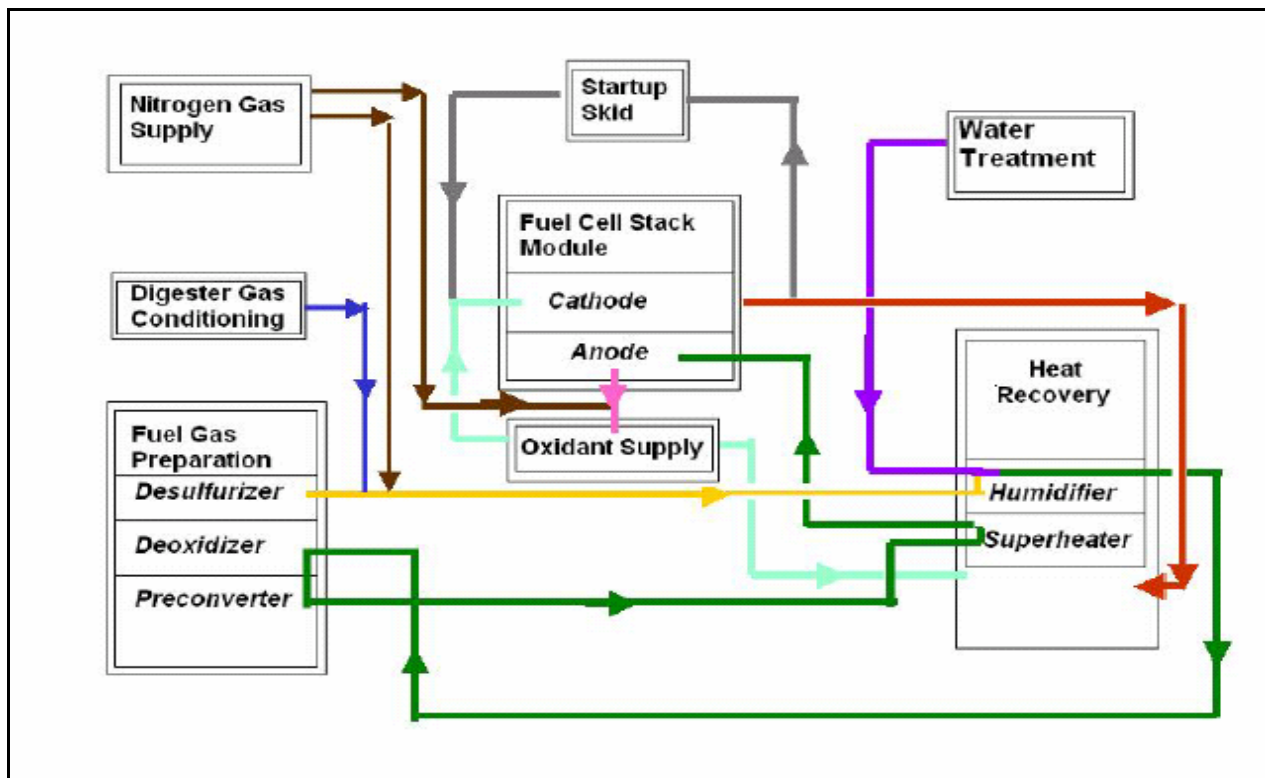 Nitrogen Gas
Supply
Startup
Skid
Water
Treatment
Fuel Cell Stack
Module
Cathode
Anode
Digester Gas
Conditioning
Heat
Recovery
Fuel Gas
Preparation
Oxidant Supply
Desulfurizer
Humidifier
Deoxidizer
Superheater
Preconverter